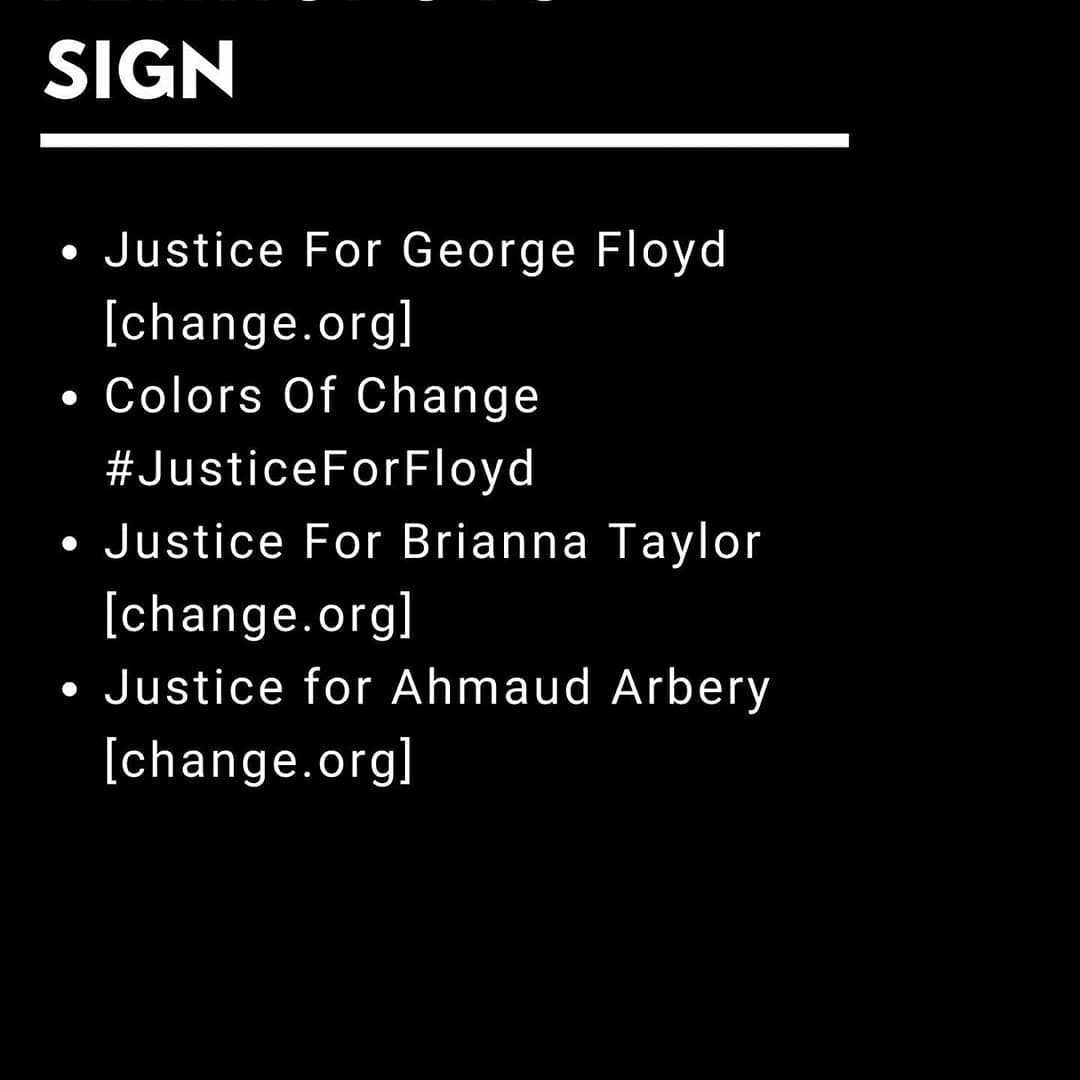 SIGN
• Justice For George Floyd
[change.org]
• Colors Of Change
#JusticeForFloyd
• Justice For Brianna Taylor
[change.org]
• Justice for Ahmaud Arbery
[change.org]